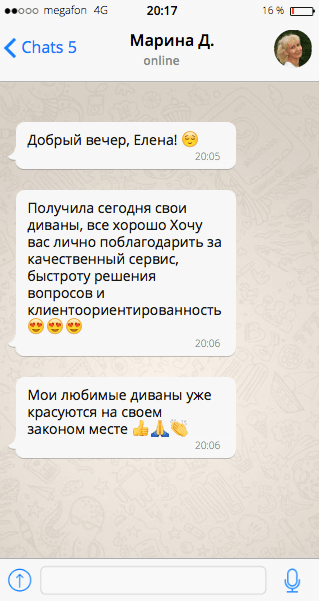 megafon 4G 20:17 16 %
Chats 5 Марина Д.
online
Добрый вечер, Елена! 😌
20:05
Получила сегодня свои
диваны, все хорошо Хочу
вас лично поблагодарить за
качественный сервис,
быстроту решения
вопросов и
клиентоориентированность
😍😍😍
20:06
Мои любимые диваны уже
красуются на своем
законом месте 👍🙏👏
20:06